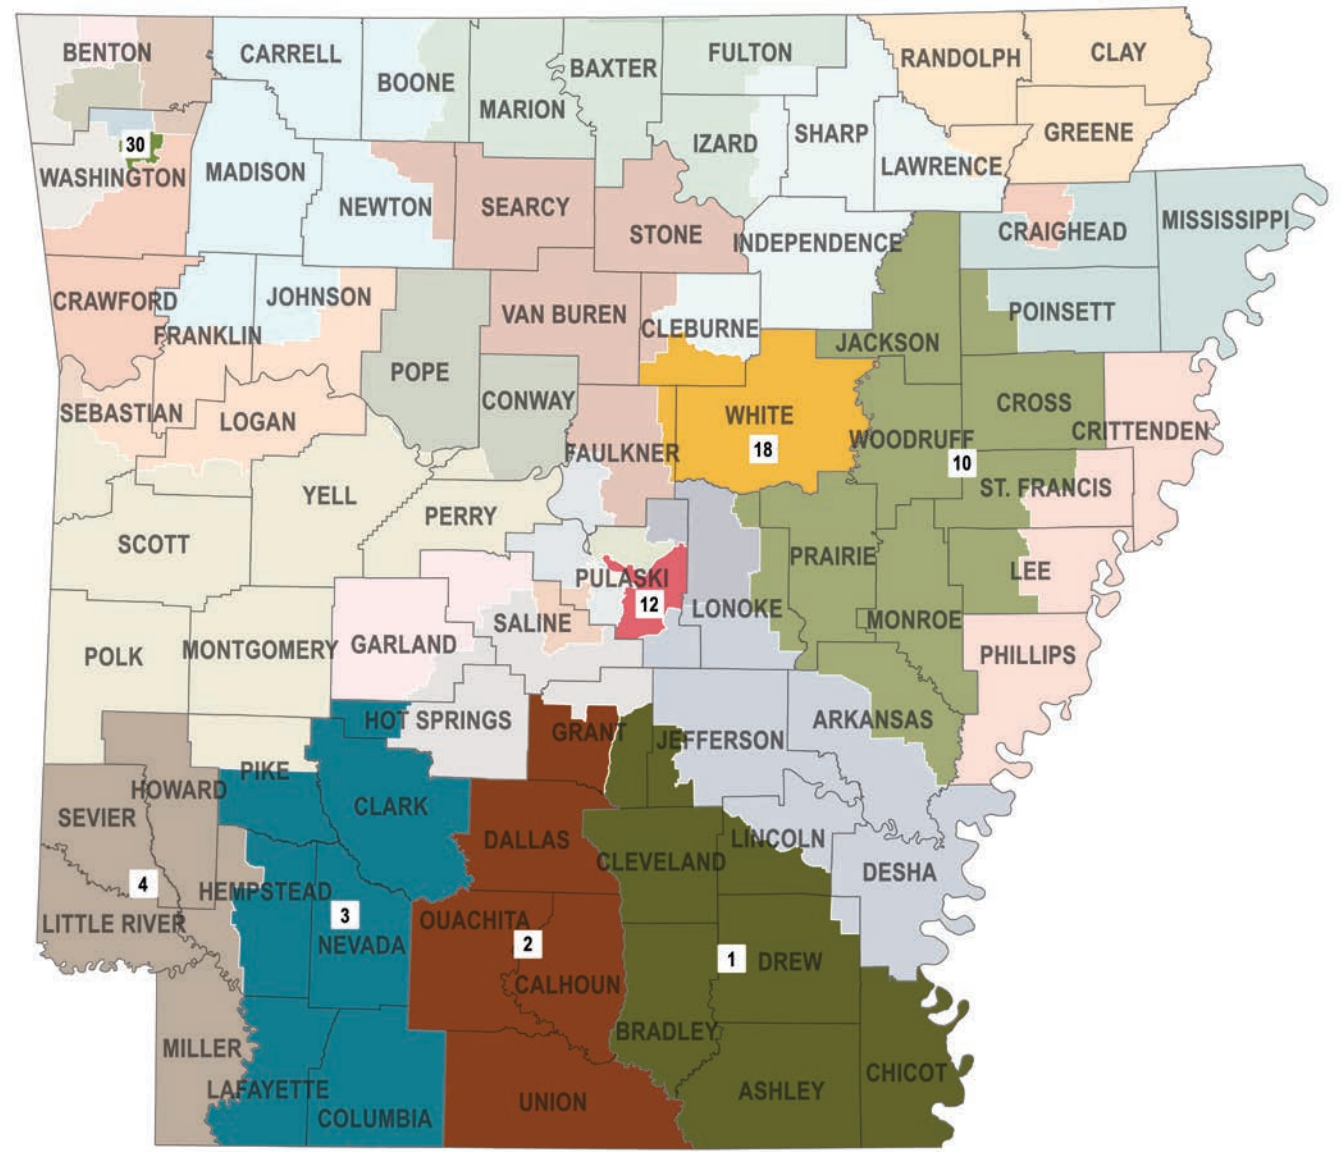 BENTON
CARRELL
BOONE
MARION
BAXTER
FULTON
RANDOLPH
CLAY
GREENE
IZARD
SHARP
LAWRENCE
30
WASHINGTON
MADISON
NEWTON
SEARCY
STONE
INDEPENDENCE
CRAIGHEAD
MISSISSIPPI
CRAWFORD
FRANKLIN
JOHNSON
VAN BUREN
CLEBURNE
JACKSON
POINSETT
POPE
CONWAY
SEBASTIAN
LOGAN
WHITE
18
WOODRUFF
10
CROSS
CRITTENDEN
FAULKNER
ST. FRANCIS
YELL
PERRY
SCOTT
PULASKI
12
LONOKE
PRAIRIE
LEE
MONROE
SALINE
GARLAND
POLK
MONTGOMERY
PHILLIPS
HOT SPRINGS
GRANT
JEFFERSON
ARKANSAS
PIKE
HOWARD
SEVIER
CLARK
DALLAS
CLEVELAND
LINCOLN
DESHA
4
HEMPSTEAD
3
NEVADA
LITTLE RIVER
OUACHITA
2
CALHOUN
1
DREW
BRADLEY
MILLER
LAFAYETTE
COLUMBIA
UNION
ASHLEY
CHICOT